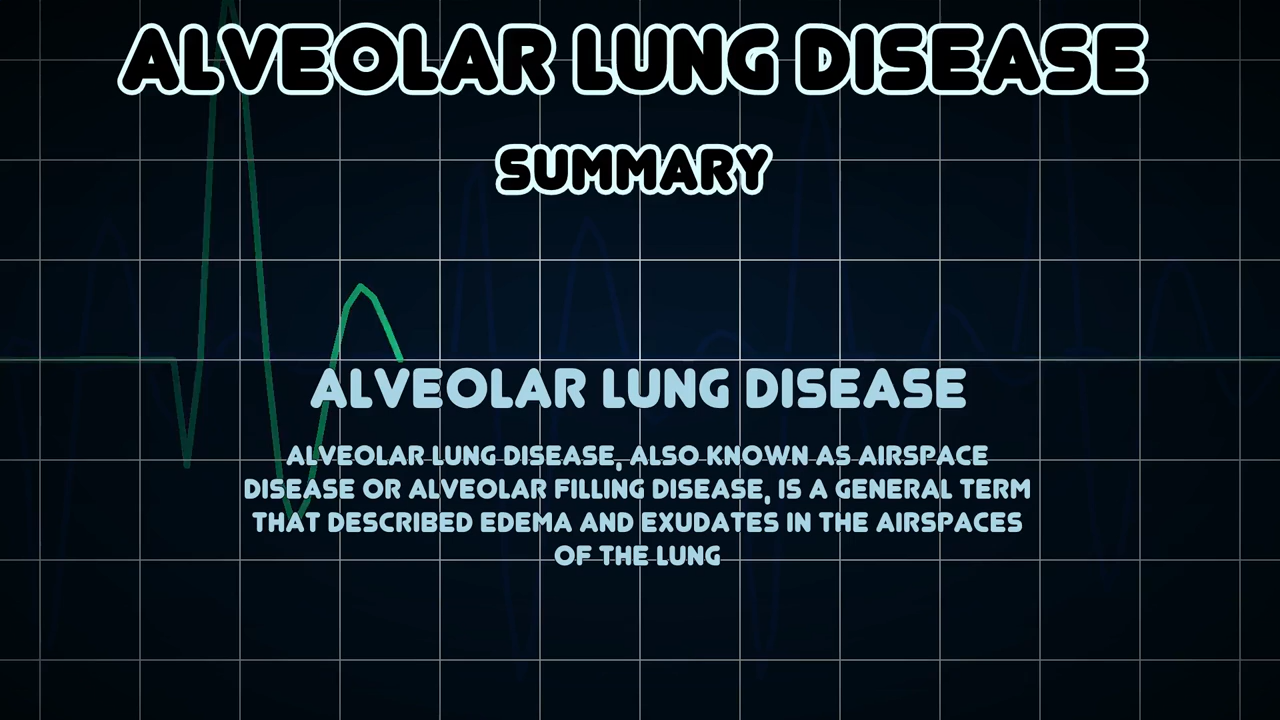 ALVEOLAR LUNG DISEASE
SUMMARY
ALVEOLAR LUNG DISEASE
ALVEOLAR LUNG DISEASE, ALSO KNOWN AS AIRSPACE
DISEASE OR ALVEOLAR FILLING DISEASE, IS A GENERAL TERM
THAT DESCRIBED EDEMA AND EXUDATES IN THE AIRSPACES
OF THE LUNG